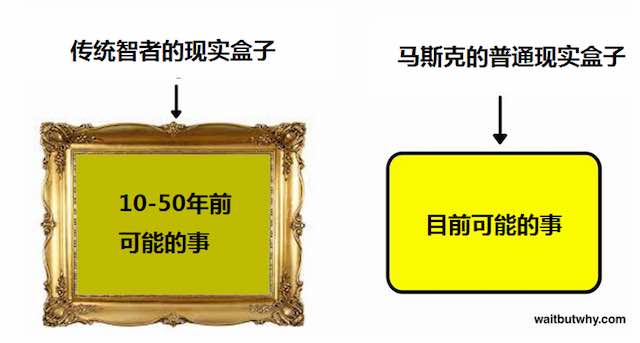 传统智者的现实盒子
马斯克的普通现实盒子
10-50年前
可能的事
目前可能的事
waitbutwhy.com